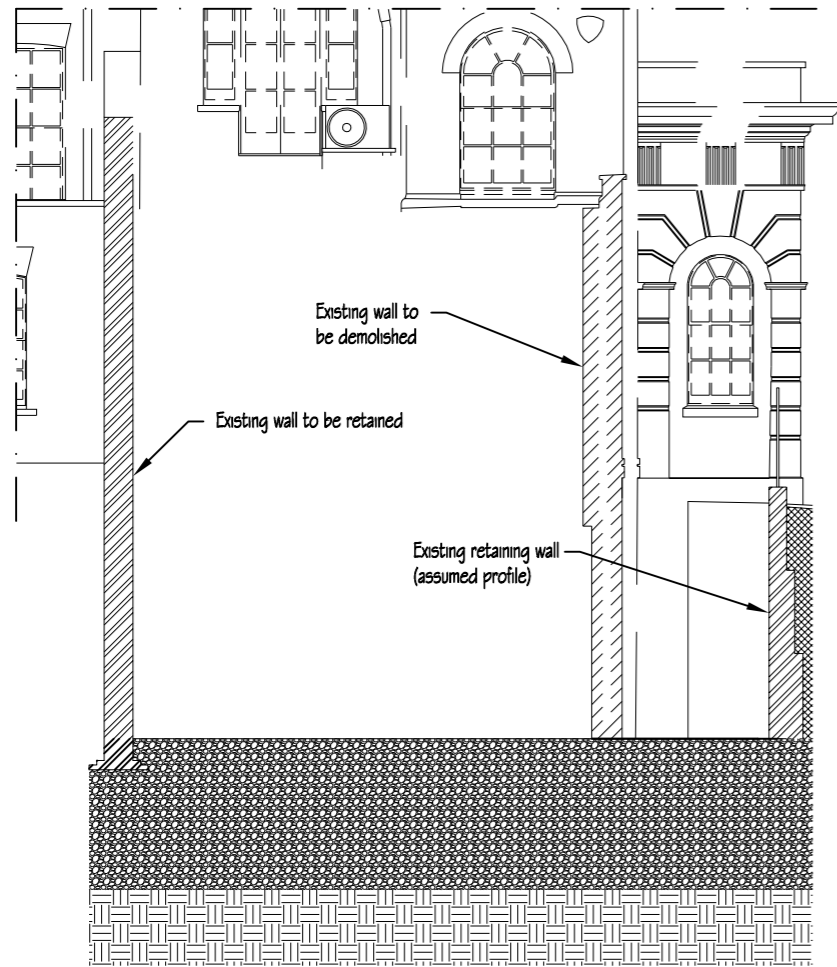 Existing wall to
be demolished
Existing wall to be retained
Existing retaining wall
(assumed profile)